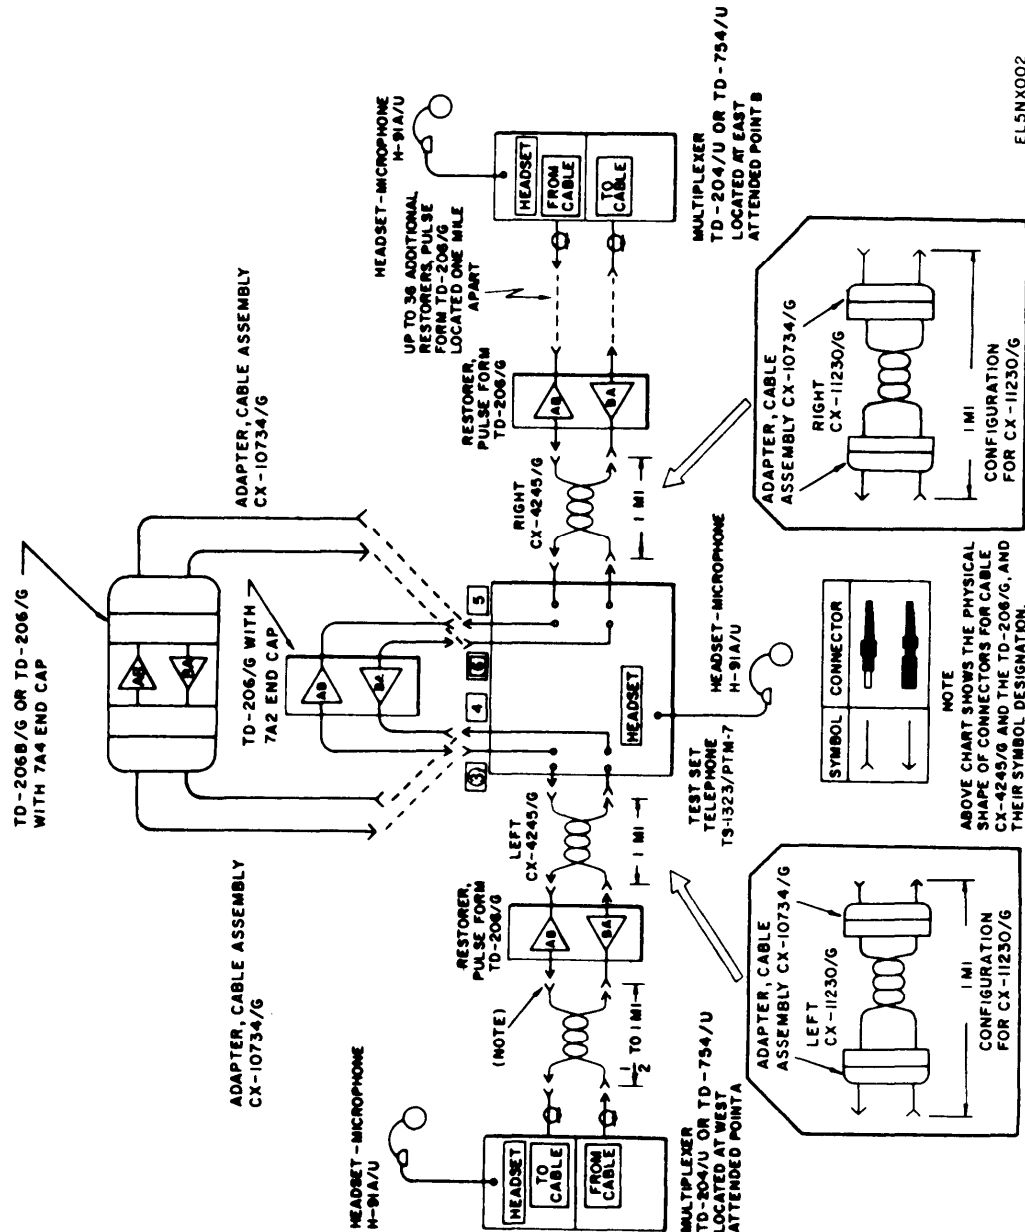 TD-206B/G OR TD-206/G
WITH 7A4 END CAP
ADAPTER, CABLE ASSEMBLY
CX-10734/G
ADAPTER, CABLE ASSEMBLY
CX-10734/G
AB
BA
TD-206/G WITH
7A2 END CAP
AB
BA
3
4
6
5
HEADSET-MICROPHONE
H-91A/U
HEADSET
TO
CABLE
FROM
CABLE
MULTIPLEXER
TD-204/U OR TD-754/U
LOCATED AT WEST
ATTENDED POINT A
(NOTE)
1/2 TO 1 MI
RESTORER,
PULSE FORM
TD-206/G
AB
BA
LEFT
CX-4245/G
1 MI
HEADSET
TEST SET
TELEPHONE
TS-1323/PTM-7
HEADSET-MICROPHONE
H-91A/U
RIGHT
CX-4245/G
1 MI
RESTORER,
PULSE FORM
TD-206/G
AB
BA
UP TO 36 ADDITIONAL
RESTORERS, PULSE
FORM TD-206/G
LOCATED ONE MILE
APART
HEADSET-MICROPHONE
H-91A/U
HEADSET
FROM
CABLE
TO
CABLE
MULTIPLEXER
TD-204/U OR TD-754/U
LOCATED AT EAST
ATTENDED POINT B
ADAPTER, CABLE
ASSEMBLY CX-10734/G
LEFT
CX-11230/G
1 MI
CONFIGURATION
FOR CX-11230/G
SYMBOL
CONNECTOR
NOTE
ABOVE CHART SHOWS THE PHYSICAL
SHAPE OF CONNECTORS FOR CABLE
CX-4245/G AND THE TD-206/G, AND
THEIR SYMBOL DESIGNATION.
ADAPTER, CABLE
ASSEMBLY CX-10734/G
RIGHT
CX-11230/G
1 MI
CONFIGURATION
FOR CX-11230/G
EL5NX002